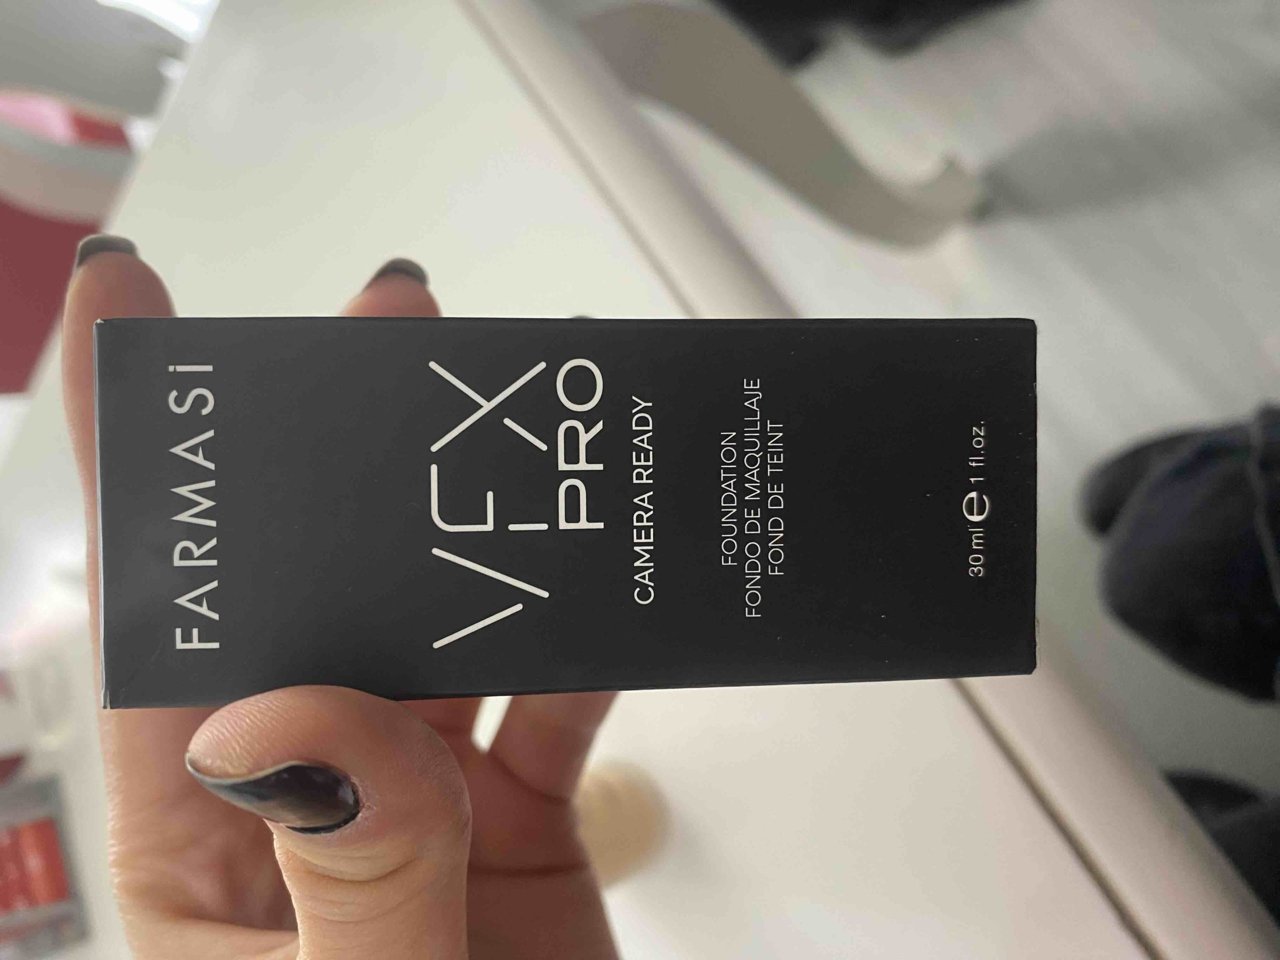 FARMASi
VFX
PRO
CAMERA READY
FOUNDATION
FONDO DE MAQUILLAJE
FOND DE TEINT
30 ml ℮ 1 fl.oz.